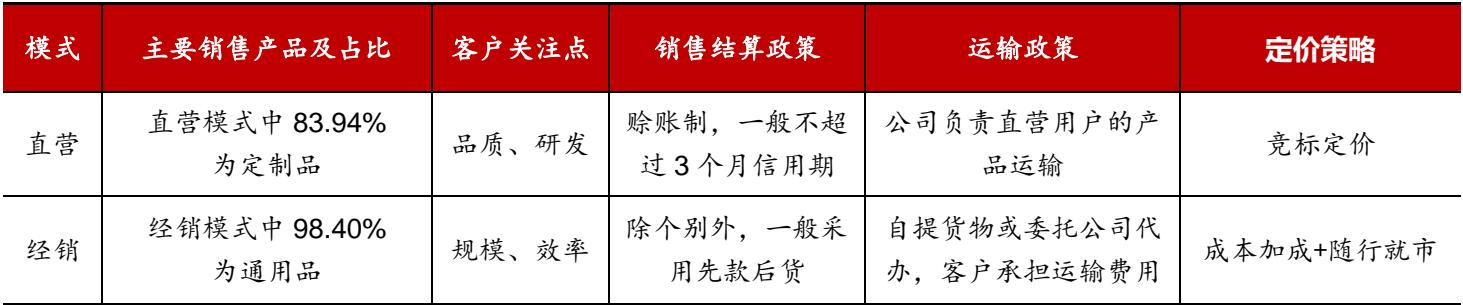 模式 主要销售产品及占比 客户关注点 销售结算政策 运输政策 定价策略
直营 直营模式中 83.94%为定制品 品质、研发 赊账制，一般不超过 3 个月信用期 公司负责直营用户的产品运输 竞标定价
经销 经销模式中 98.40%为通用品 规模、效率 除个别外，一般采用先款后货 自提货物或委托公司代办，客户承担运输费用 成本加成+随行就市